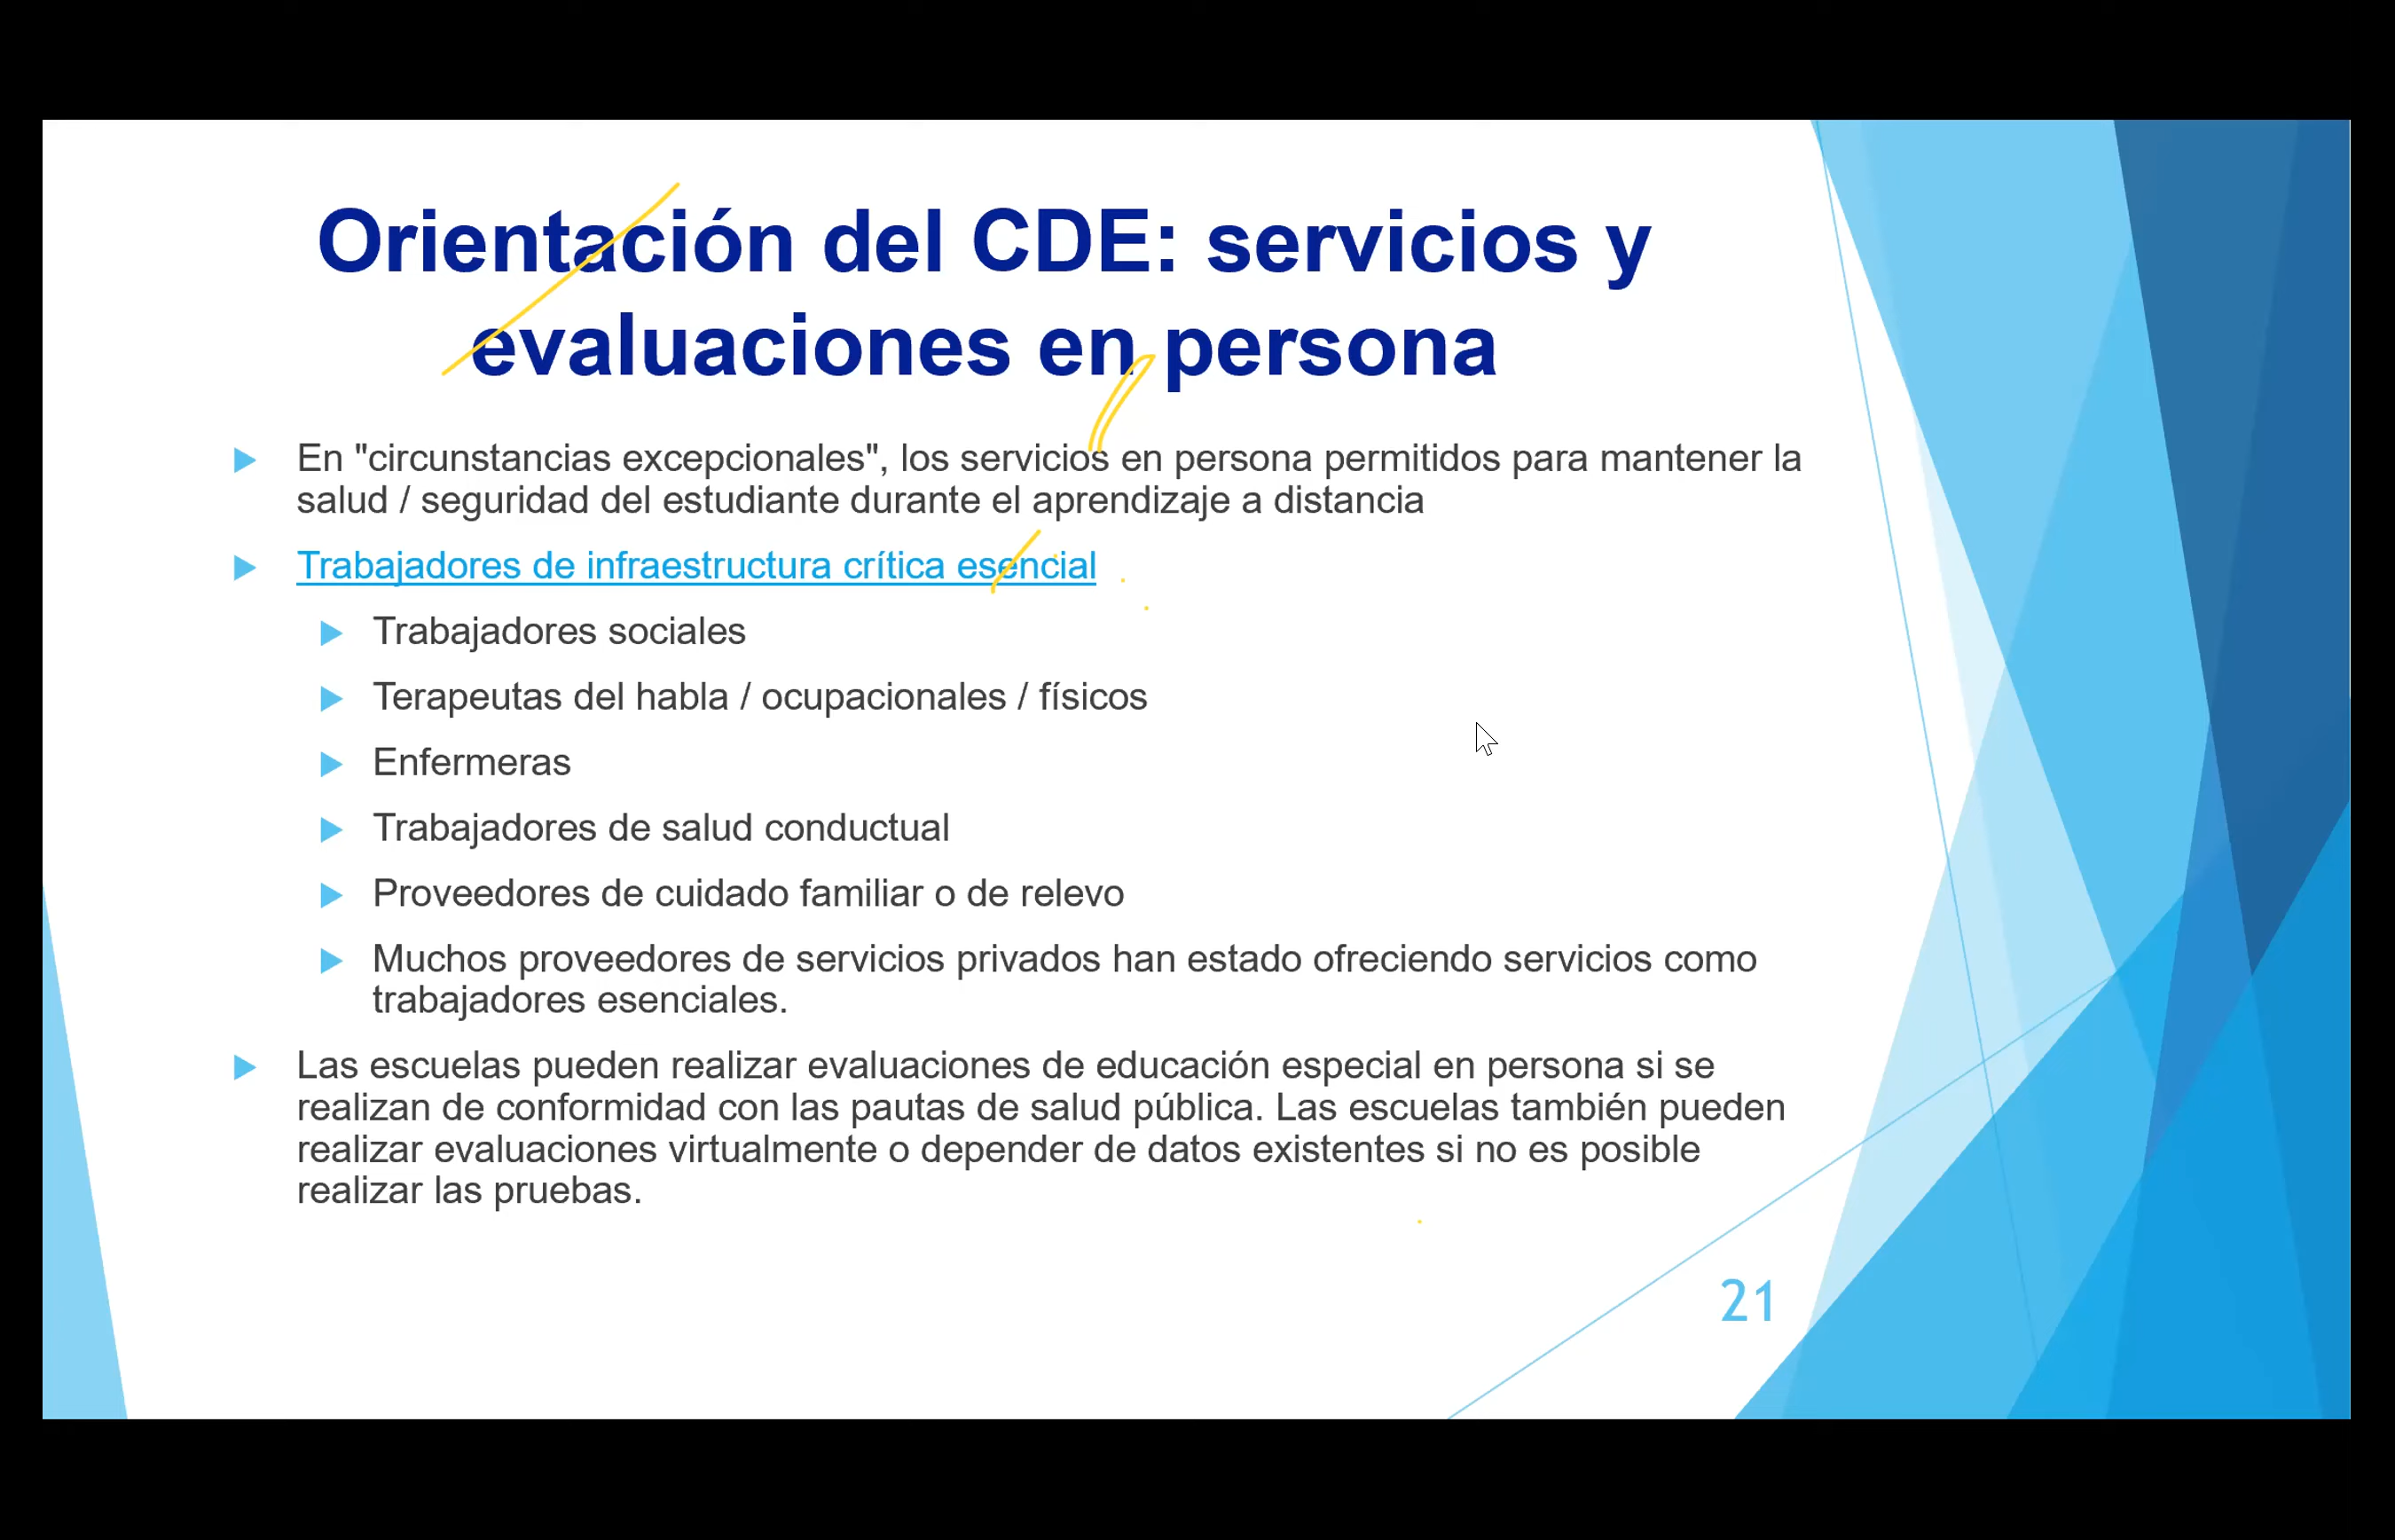 Orientación del CDE: servicios y
evaluaciones en persona
En "circunstancias excepcionales", los servicios en persona permitidos para mantener la
salud / seguridad del estudiante durante el aprendizaje a distancia
Trabajadores de infraestructura crítica esencial
Trabajadores sociales
Terapeutas del habla / ocupacionales / físicos
Enfermeras
Trabajadores de salud conductual
Proveedores de cuidado familiar o de relevo
Muchos proveedores de servicios privados han estado ofreciendo servicios como
trabajadores esenciales.
Las escuelas pueden realizar evaluaciones de educación especial en persona si se
realizan de conformidad con las pautas de salud pública. Las escuelas también pueden
realizar evaluaciones virtualmente o depender de datos existentes si no es posible
realizar las pruebas.
21